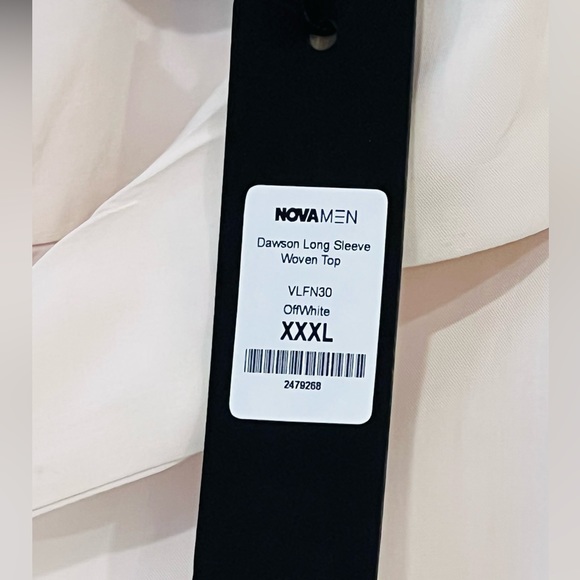 NOVAMEN
Dawson Long Sleeve
Woven Top
VLFN30
OffWhite
XXXL
2479268